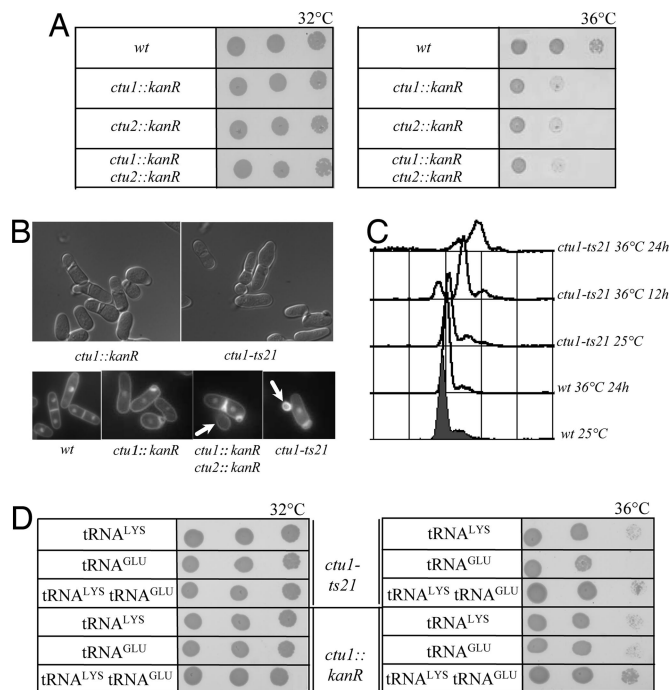 A
32°C
wt
ctu1::kanR
ctu2::kanR
ctu1::kanR
ctu2::kanR
36°C
wt
ctu1::kanR
ctu2::kanR
ctu1::kanR
ctu2::kanR
B
ctu1::kanR
ctu1-ts21
wt
ctu1::kanR
ctu1::kanR
ctu2::kanR
ctu1-ts21
C
ctu1-ts21 36°C 24h
ctu1-ts21 36°C 12h
ctu1-ts21 25°C
wt 36°C 24h
wt 25°C
D
32°C
tRNALYS
tRNAGLU
tRNALYS tRNAGLU
tRNALYS
tRNAGLU
tRNALYS tRNAGLU
ctu1-
ts21
ctu1::
kanR
36°C
tRNALYS
tRNAGLU
tRNALYS tRNAGLU
tRNALYS
tRNAGLU
tRNALYS tRNAGLU